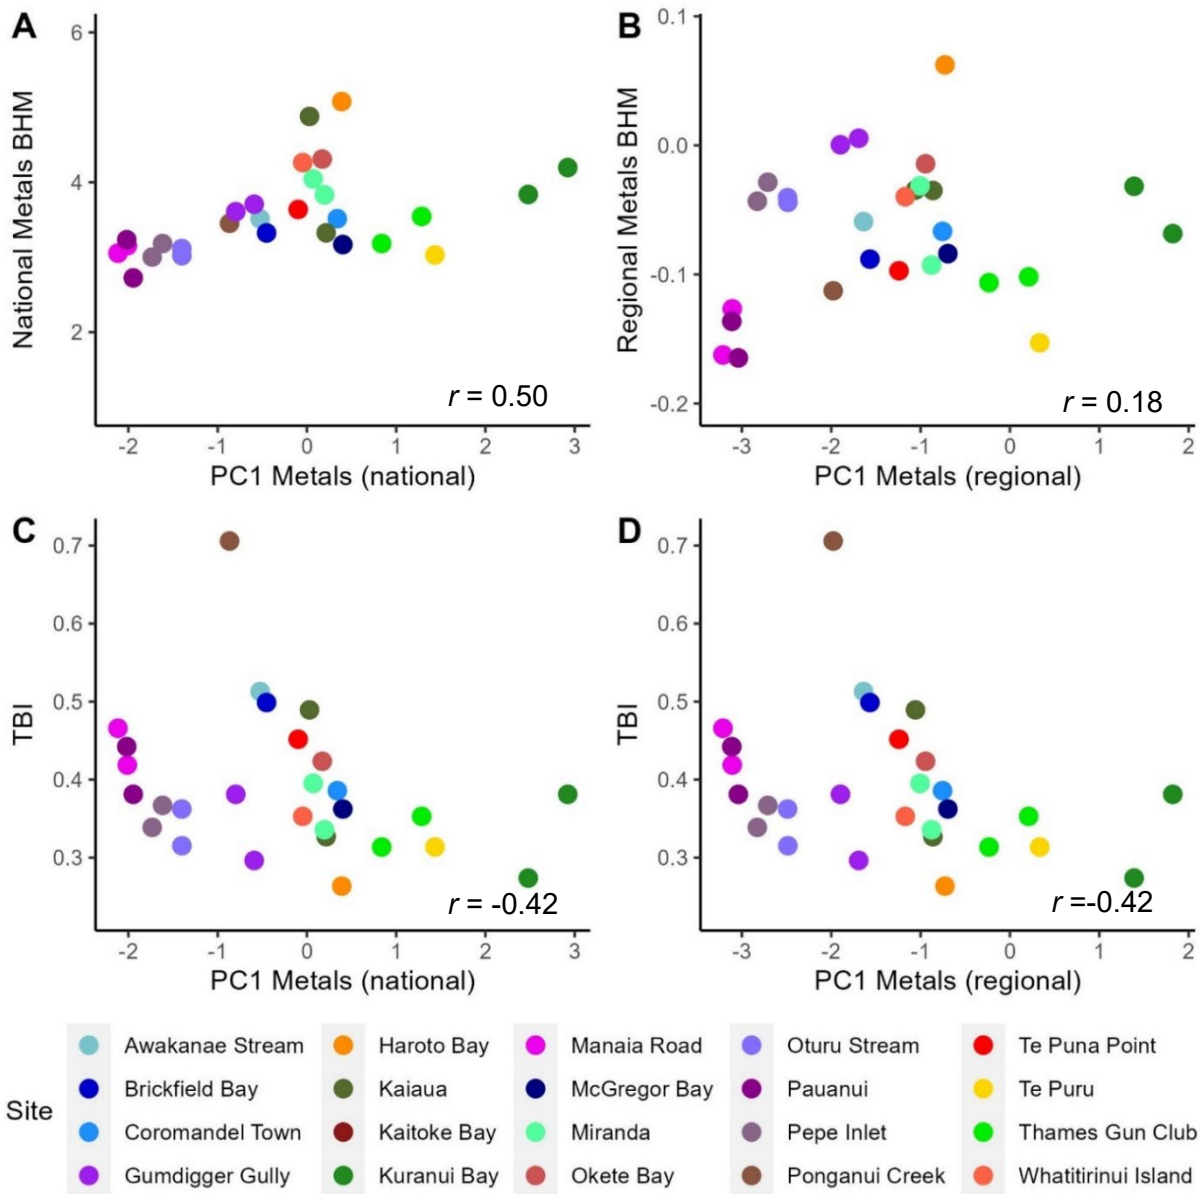 A
National Metals BHM
6
4
2
r = 0.50
-2 -1 0 1 2 3
PC1 Metals (national)
B
Regional Metals BHM
0.1
0.0
-0.1
-0.2
r = 0.18
-3 -2 -1 0 1 2
PC1 Metals (regional)
C
TBI
0.7
0.6
0.5
0.4
0.3
r = -0.42
-2 -1 0 1 2 3
PC1 Metals (national)
D
TBI
0.7
0.6
0.5
0.4
0.3
r =-0.42
-3 -2 -1 0 1 2
PC1 Metals (regional)
Site
Awakanae Stream Haroto Bay Manaia Road Oturu Stream Te Puna Point
Brickfield Bay Kaiaua McGregor Bay Pauanui Te Puru
Coromandel Town Kaitoke Bay Miranda Pepe Inlet Thames Gun Club
Gumdigger Gully Kuranui Bay Okete Bay Ponganui Creek Whatitirinui Island